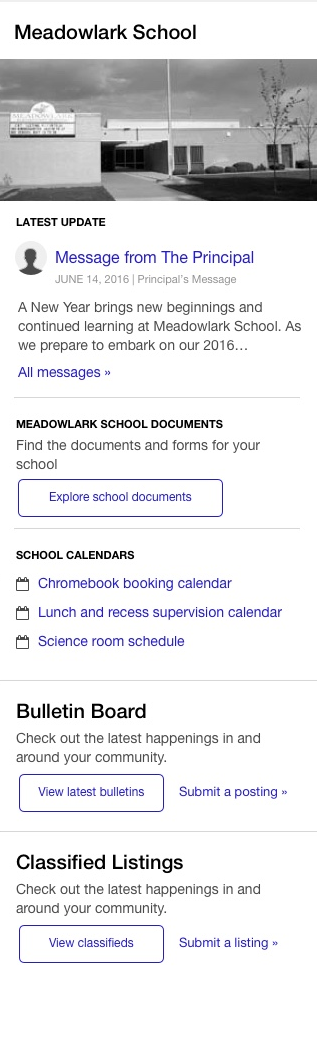 Meadowlark School
MEADOWLARK
LATEST UPDATE
Message from The Principal
JUNE 14, 2016 | Principal's Message
A New Year brings new beginnings and
continued learning at Meadowlark School. As
we prepare to embark on our 2016…
All messages »
MEADOWLARK SCHOOL DOCUMENTS
Find the documents and forms for your
school
Explore school documents
SCHOOL CALENDARS
Chromebook booking calendar
Lunch and recess supervision calendar
Science room schedule
Bulletin Board
Check out the latest happenings in and
around your community.
View latest bulletins
Submit a posting »
Classified Listings
Check out the latest happenings in and
around your community.
View classifieds
Submit a listing »